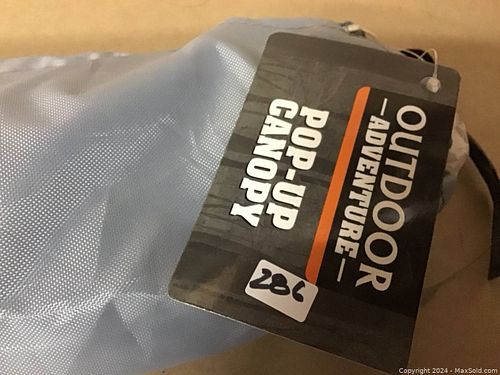 OUTDOOR
—ADVENTURE—
POP-UP
CANOPY
286
Copyright 2024 - MaxSold.com